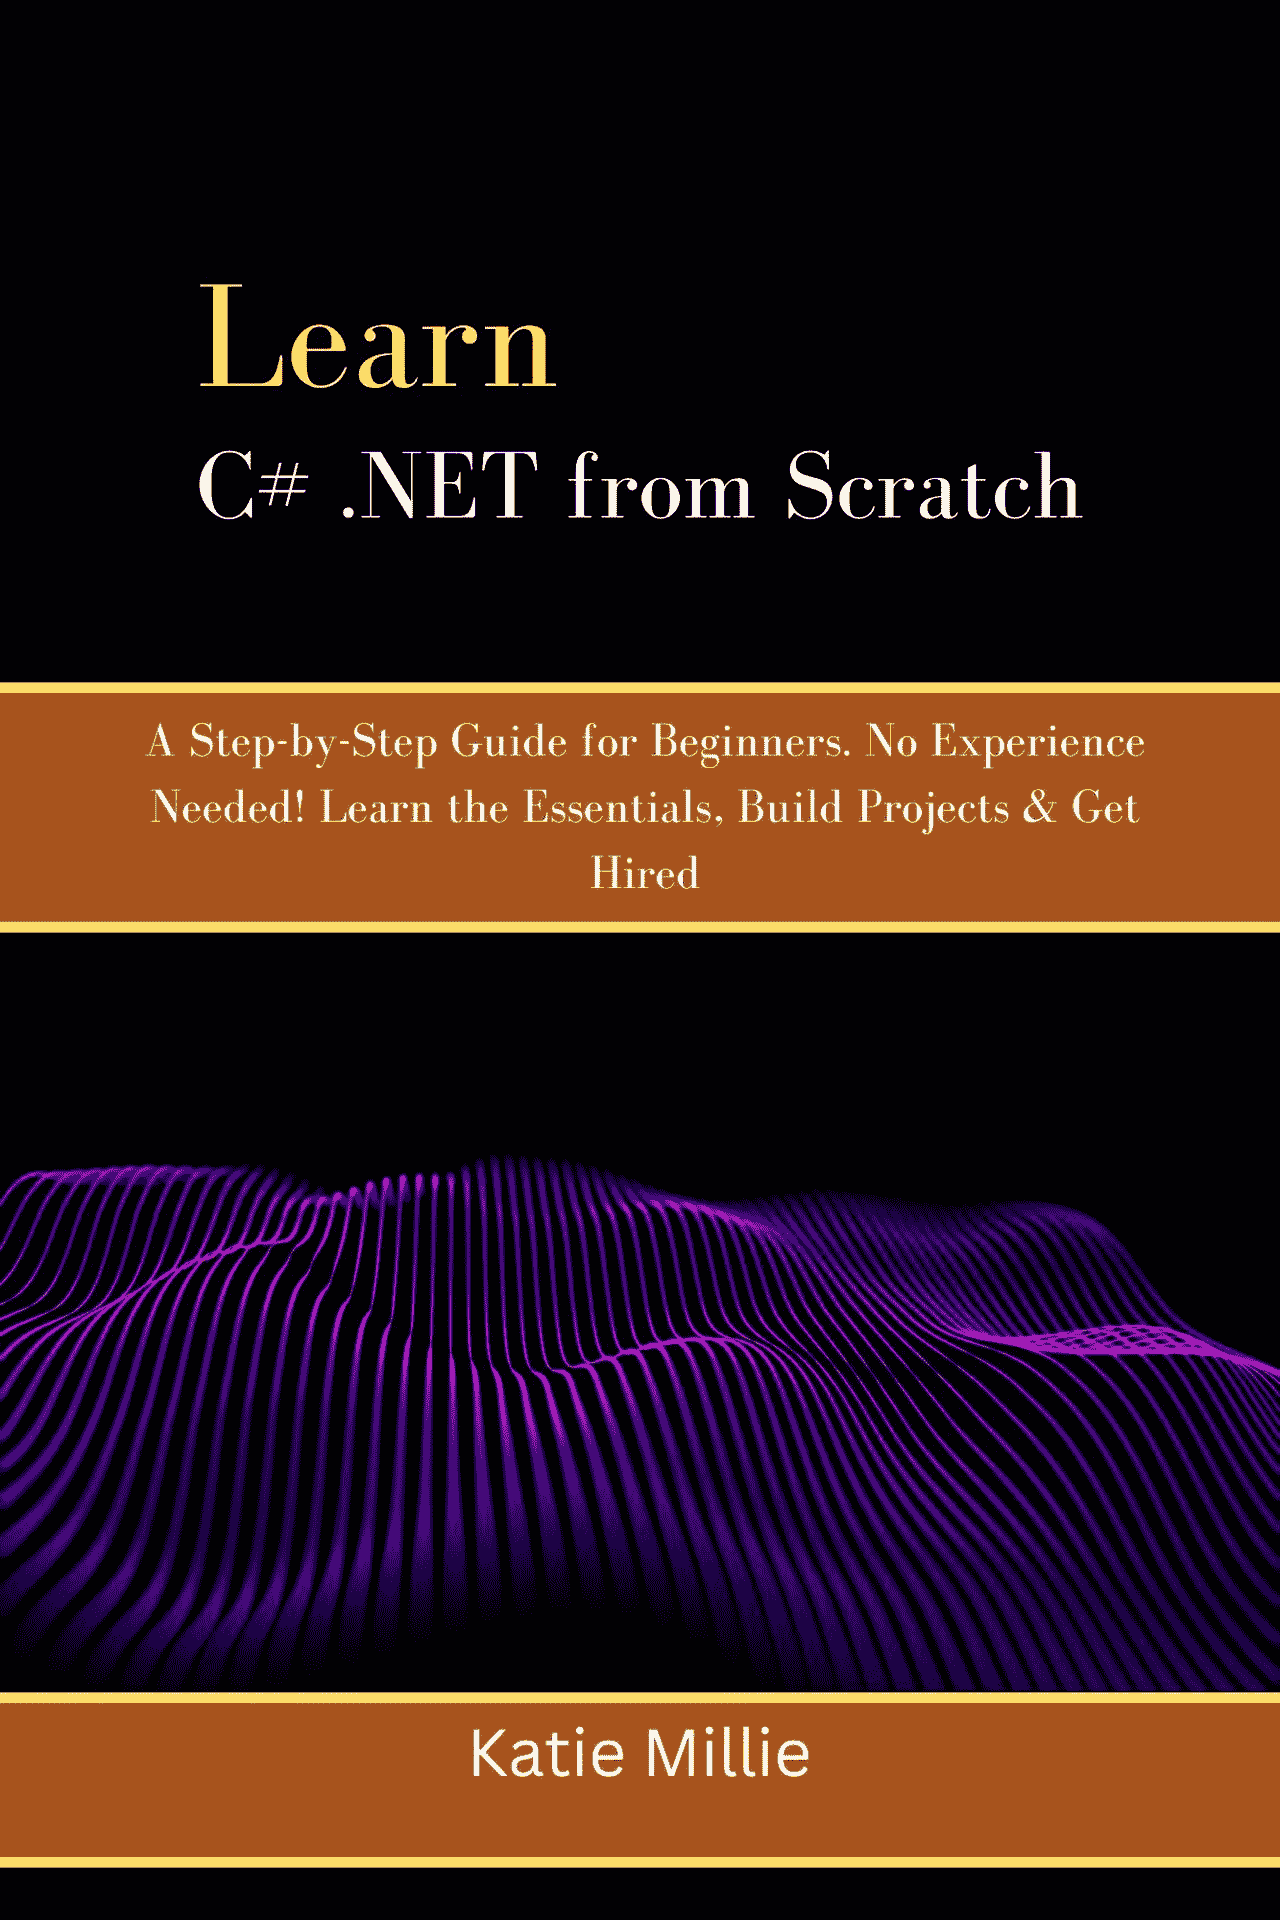 Learn
C# .NET from Scratch
A Step-by-Step Guide for Beginners. No Experience
Needed! Learn the Essentials, Build Projects & Get
Hired
Katie Millie